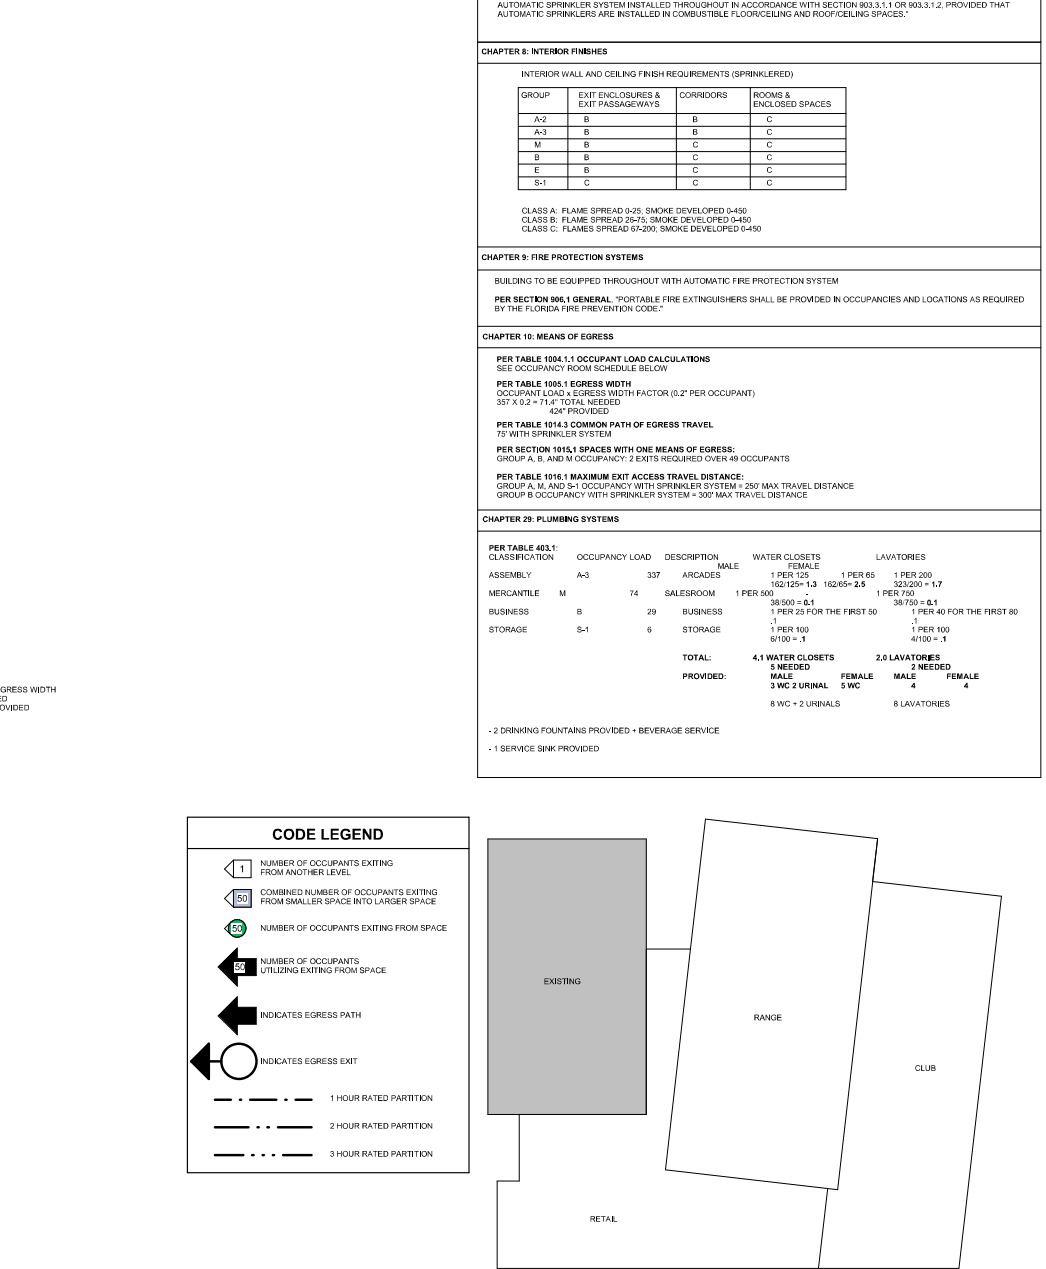 AUTOMATIC SPRINKLER SYSTEM INSTALLED THROUGHOUT IN ACCORDANCE WITH SECTION 903.3.1.1 OR 903.3.1.2, PROVIDED THAT
AUTOMATIC SPRINKLERS ARE INSTALLED IN COMBUSTIBLE FLOOR/CEILING AND ROOF/CEILING SPACES."
CHAPTER 8: INTERIOR FINISHES
INTERIOR WALL AND CEILING FINISH REQUIREMENTS (SPRINKLERED)
GROUP EXIT ENCLOSURES & CORRIDORS ROOMS &
EXIT PASSAGEWAYS ENCLOSED SPACES
A-2 B B C
A-3 B B C
M B C C
B B C C
E B C C
S-1 C C C
CLASS A: FLAME SPREAD 0-25; SMOKE DEVELOPED 0-450
CLASS B: FLAME SPREAD 26-75; SMOKE DEVELOPED 0-450
CLASS C: FLAMES SPREAD 67-200; SMOKE DEVELOPED 0-450
CHAPTER 9: FIRE PROTECTION SYSTEMS
BUILDING TO BE EQUIPPED THROUGHOUT WITH AUTOMATIC FIRE PROTECTION SYSTEM
PER SECTION 906.1 GENERAL, "PORTABLE FIRE EXTINGUISHERS SHALL BE PROVIDED IN OCCUPANCIES AND LOCATIONS AS REQUIRED
BY THE FLORIDA FIRE PREVENTION CODE."
CHAPTER 10: MEANS OF EGRESS
PER TABLE 1004.1.1 OCCUPANT LOAD CALCULATIONS
SEE OCCUPANCY ROOM SCHEDULE BELOW
PER TABLE 1005.1 EGRESS WIDTH
OCCUPANT LOAD x EGRESS WIDTH FACTOR (0.2" PER OCCUPANT)
357 X 0.2 = 71.4" TOTAL NEEDED
424" PROVIDED
PER TABLE 1014.3 COMMON PATH OF EGRESS TRAVEL
75' WITH SPRINKLER SYSTEM
PER SECTION 1015.1 SPACES WITH ONE MEANS OF EGRESS:
GROUP A, B, AND M OCCUPANCY: 2 EXITS REQUIRED OVER 49 OCCUPANTS
PER TABLE 1016.1 MAXIMUM EXIT ACCESS TRAVEL DISTANCE:
GROUP A, M, AND S-1 OCCUPANCY WITH SPRINKLER SYSTEM = 250' MAX TRAVEL DISTANCE
GROUP B OCCUPANCY WITH SPRINKLER SYSTEM = 300' MAX TRAVEL DISTANCE
CHAPTER 29: PLUMBING SYSTEMS
PER TABLE 403.1:
CLASSIFICATION OCCUPANCY LOAD DESCRIPTION WATER CLOSETS LAVATORIES
MALE FEMALE
ASSEMBLY A-3 337 ARCADES 1 PER 125 1 PER 65 1 PER 200
162/125= 1.3 162/65= 2.5 323/200 = 1.7
MERCANTILE M 74 SALESROOM 1 PER 500 - 1 PER 750
38/500 = 0.1 38/750 = 0.1
BUSINESS B 29 BUSINESS 1 PER 25 FOR THE FIRST 50 1 PER 40 FOR THE FIRST 80
.1 .1
STORAGE S-1 6 STORAGE 1 PER 100 1 PER 100
6/100 = .1 4/100 = .1
TOTAL: 4.1 WATER CLOSETS 2.0 LAVATORIES
5 NEEDED 2 NEEDED
PROVIDED: MALE FEMALE MALE FEMALE
3 WC 2 URINAL 5 WC 4 4
8 WC + 2 URINALS 8 LAVATORIES
- 2 DRINKING FOUNTAINS PROVIDED + BEVERAGE SERVICE
- 1 SERVICE SINK PROVIDED
GRESS WIDTH
ED
OVIDED
CODE LEGEND
1 NUMBER OF OCCUPANTS EXITING
FROM ANOTHER LEVEL
50 COMBINED NUMBER OF OCCUPANTS EXITING
FROM SMALLER SPACE INTO LARGER SPACE
50 NUMBER OF OCCUPANTS EXITING FROM SPACE
50 NUMBER OF OCCUPANTS
UTILIZING EXITING FROM SPACE
INDICATES EGRESS PATH
INDICATES EGRESS EXIT
1 HOUR RATED PARTITION
2 HOUR RATED PARTITION
3 HOUR RATED PARTITION
EXISTING
RANGE
CLUB
RETAIL